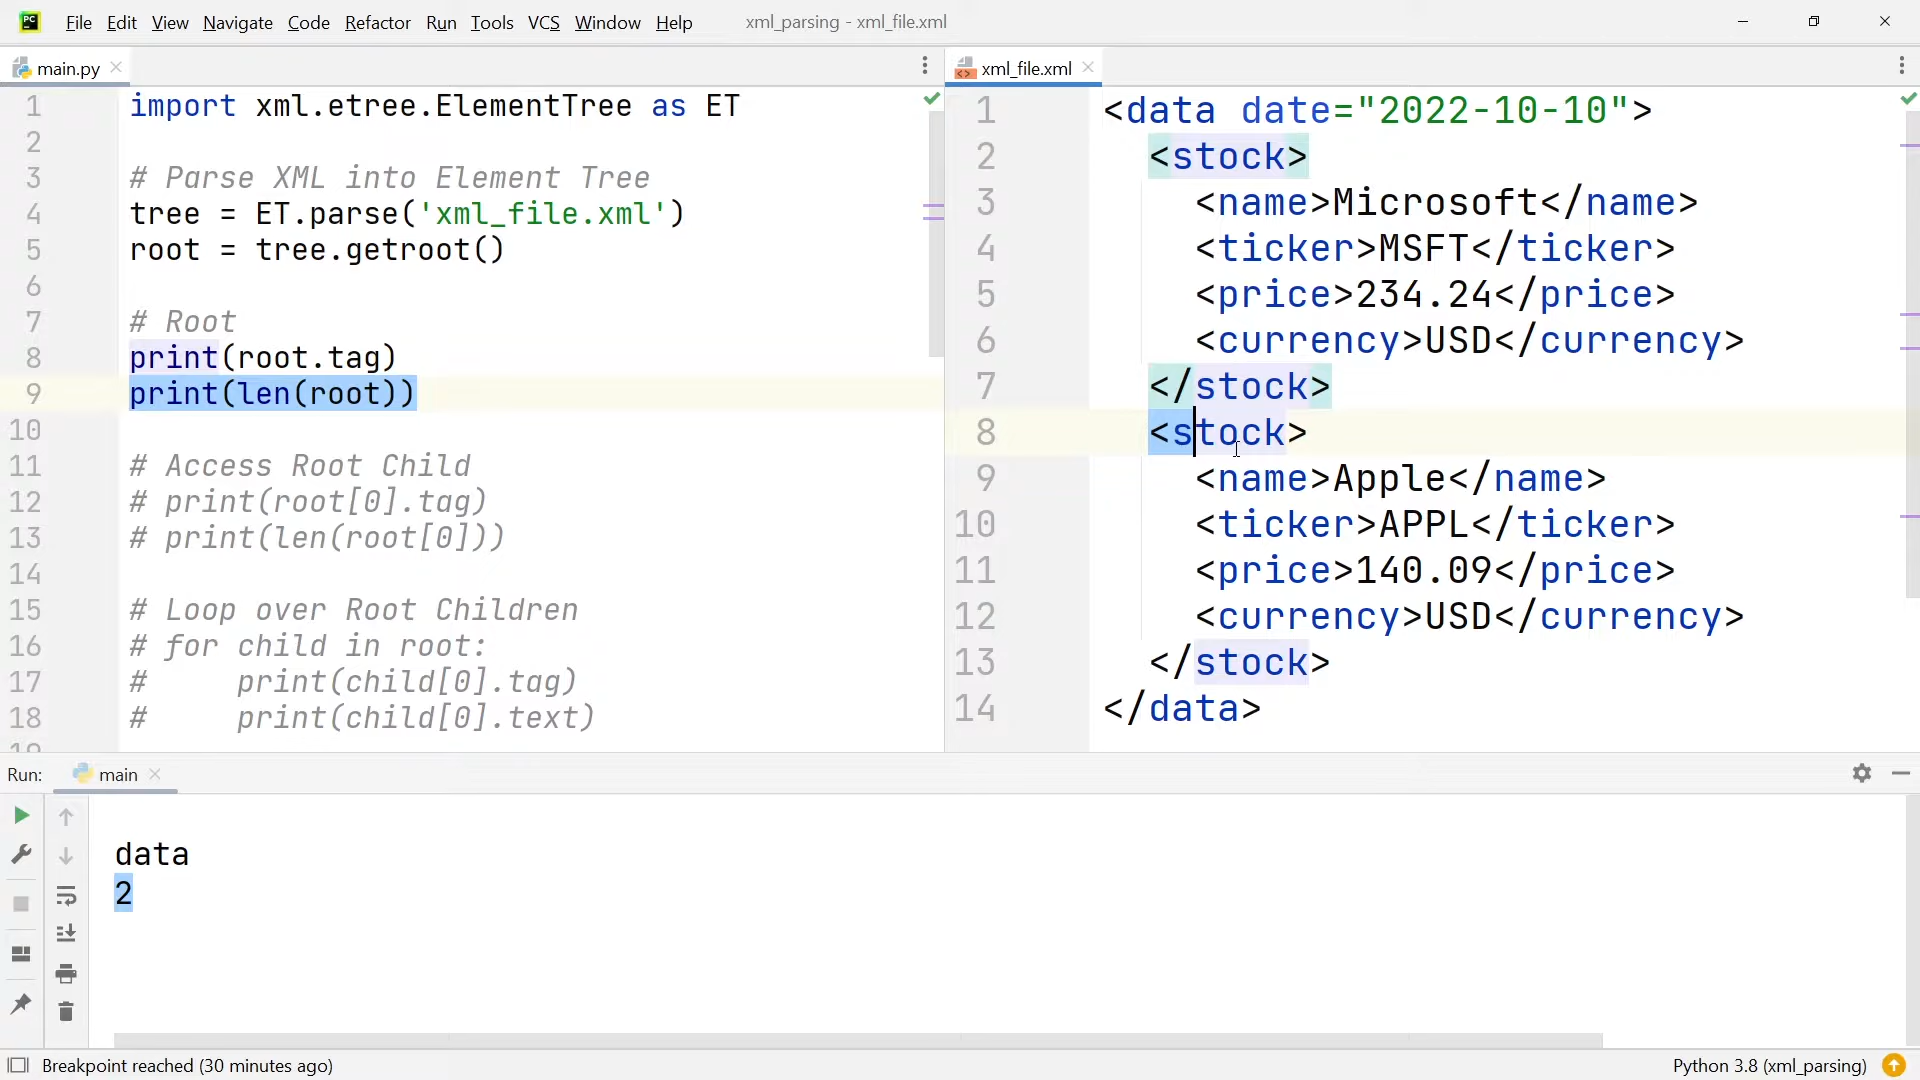 PC File Edit View Navigate Code Refactor Run Tools VCS Window Help xml_parsing - xml_file.xml
main.py
1 import xml.etree.ElementTree as ET
2
3 # Parse XML into Element Tree
4 tree = ET.parse('xml_file.xml')
5 root = tree.getroot()
6
7 # Root
8 print(root.tag)
9 print(len(root))
10
11 # Access Root Child
12 # print(root[0].tag)
13 # print(len(root[0]))
14
15 # Loop over Root Children
16 # for child in root:
17 #     print(child[0].tag)
18 #     print(child[0].text)
19
xml_file.xml
1 <data date="2022-10-10">
2 <stock>
3 <name>Microsoft</name>
4 <ticker>MSFT</ticker>
5 <price>234.24</price>
6 <currency>USD</currency>
7 </stock>
8 <stock>
9 <name>Apple</name>
10 <ticker>APPL</ticker>
11 <price>140.09</price>
12 <currency>USD</currency>
13 </stock>
14 </data>
Run: main
data
2
Breakpoint reached (30 minutes ago) Python 3.8 (xml_parsing)